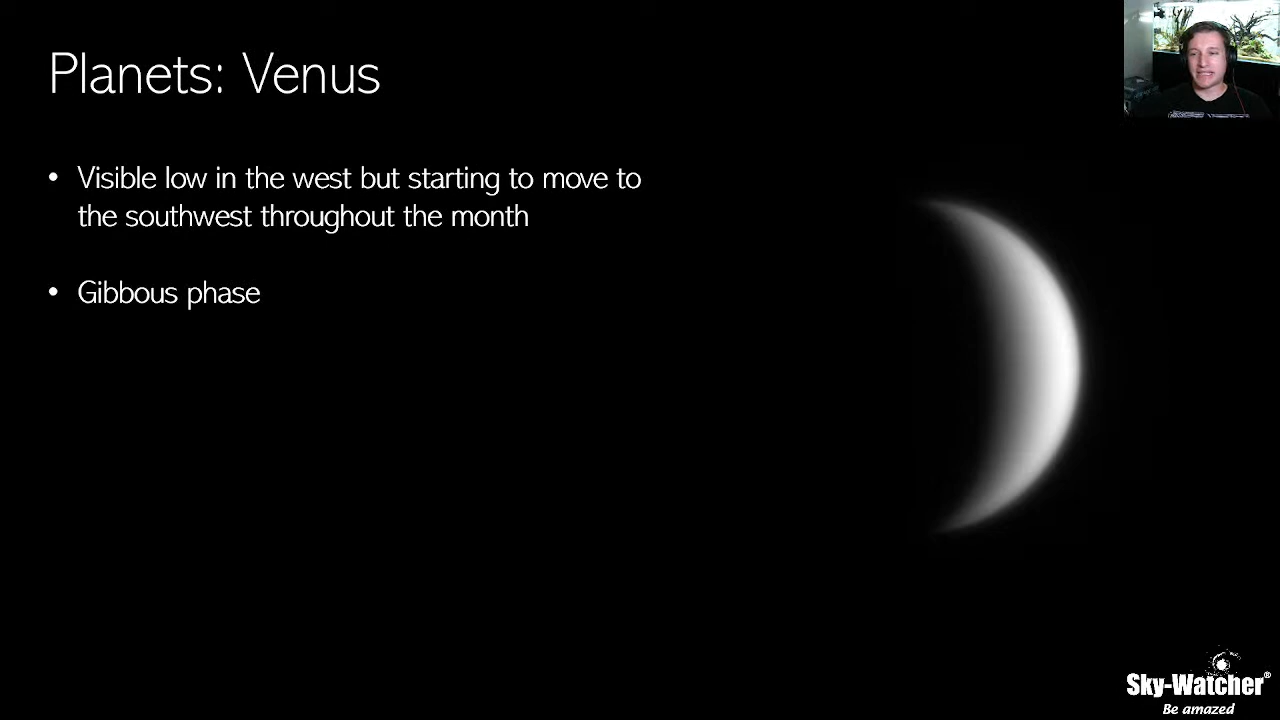 Planets: Venus
• Visible low in the west but starting to move to
the southwest throughout the month
• Gibbous phase
Sky-Watcher®
Be amazed